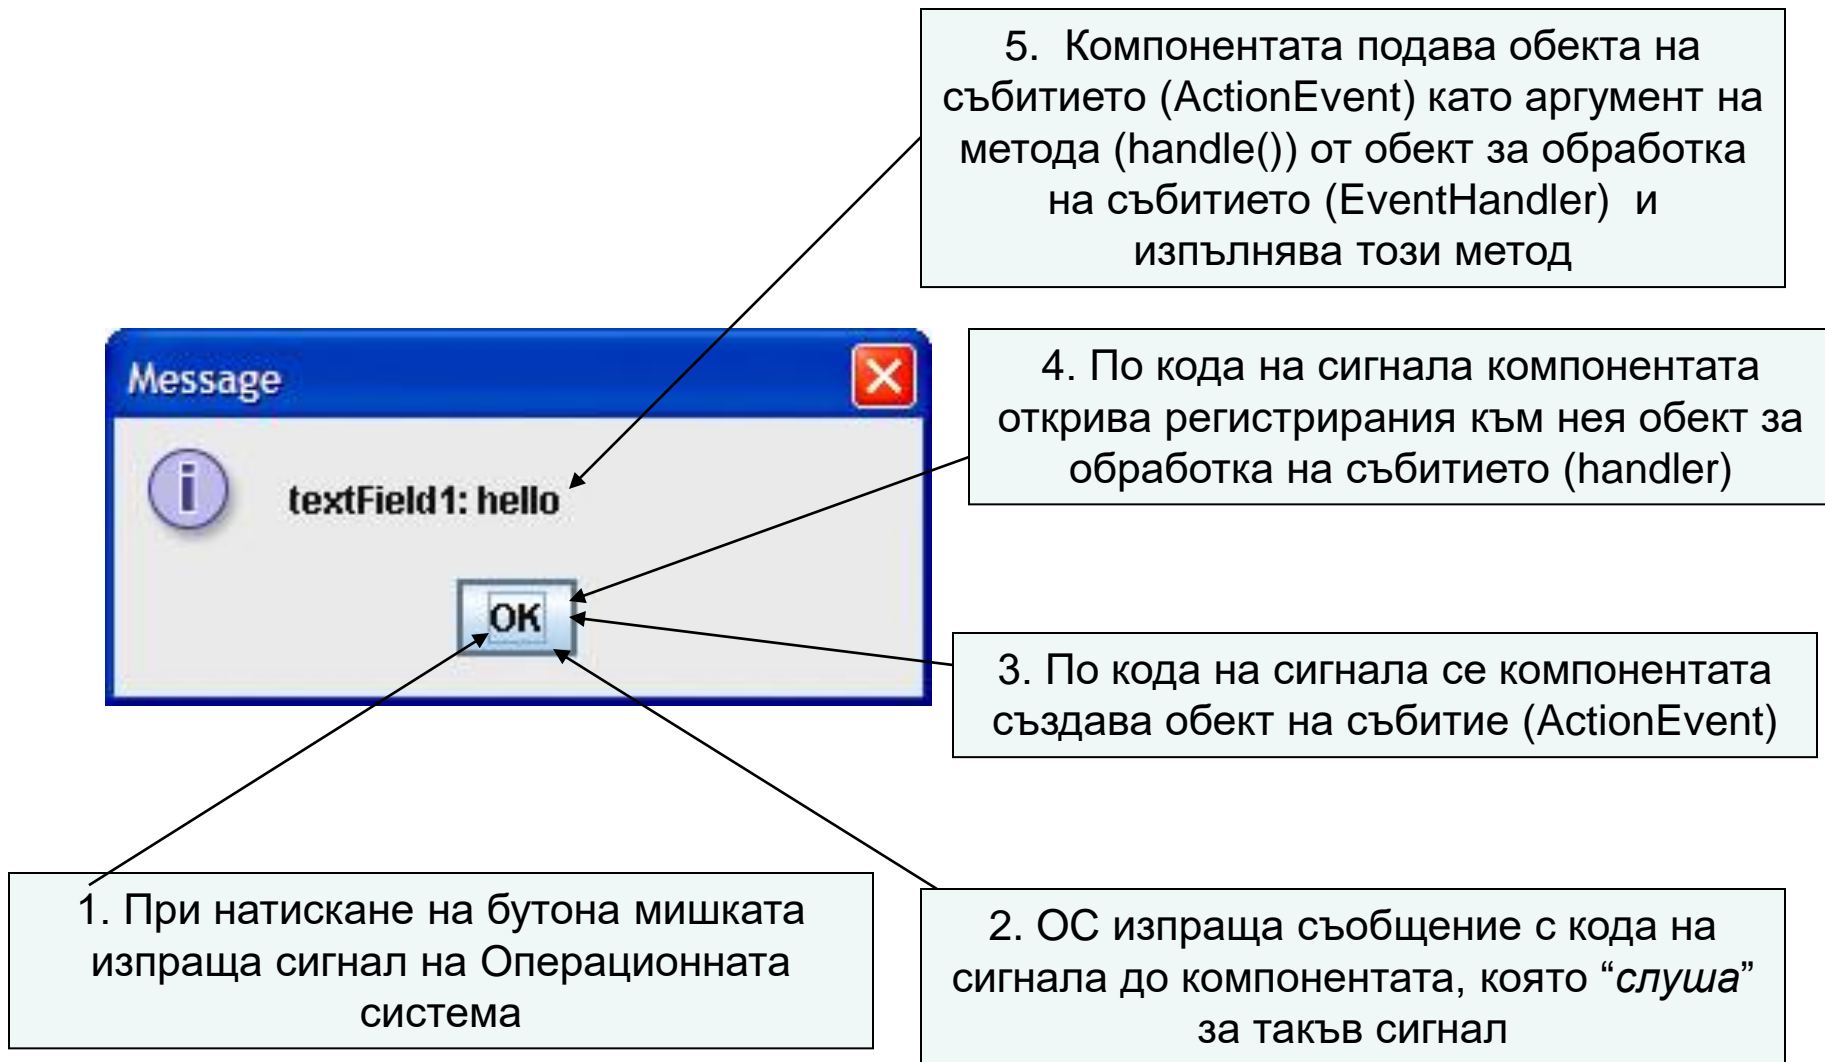 5. Компонентата подава обекта на
събитието (ActionEvent) като аргумент на
метода (handle()) от обект за обработка
на събитието (EventHandler) и
изпълнява този метод
Message
textField1: hello
OK
4. По кода на сигнала компонентата
открива регистрирания към нея обект за
обработка на събитието (handler)
3. По кода на сигнала се компонентата
създава обект на събитие (ActionEvent)
1. При натискане на бутона мишката
изпраща сигнал на Операционната
система
2. ОС изпраща съобщение с кода на
сигнала до компонентата, която “слуша”
за такъв сигнал